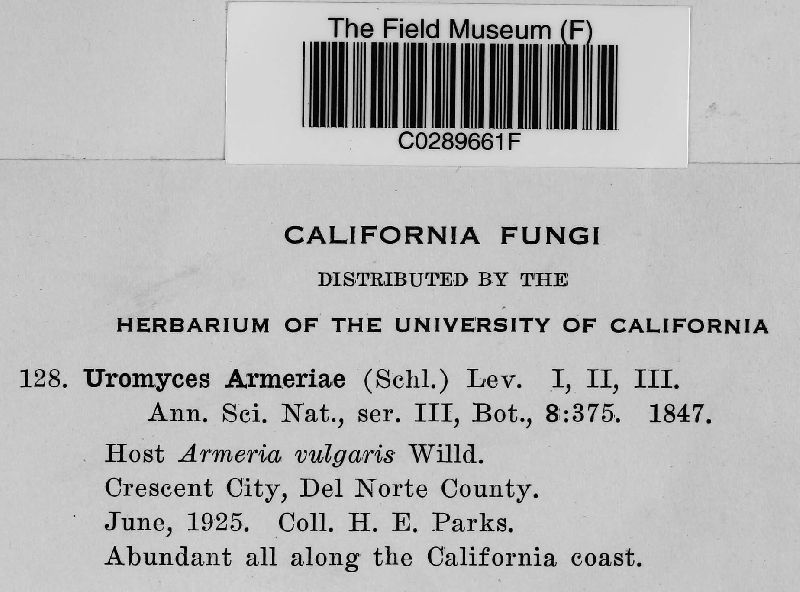 The Field Museum (F)
C0289661F
CALIFORNIA FUNGI
DISTRIBUTED BY THE
HERBARIUM OF THE UNIVERSITY OF CALIFORNIA
128. Uromyces Armeriae (Schl.) Lev. I, II, III.
Ann. Sci. Nat., ser. III, Bot., 8:375. 1847.
Host Armeria vulgaris Willd.
Crescent City, Del Norte County.
June, 1925. Coll. H. E. Parks.
Abundant all along the California coast.